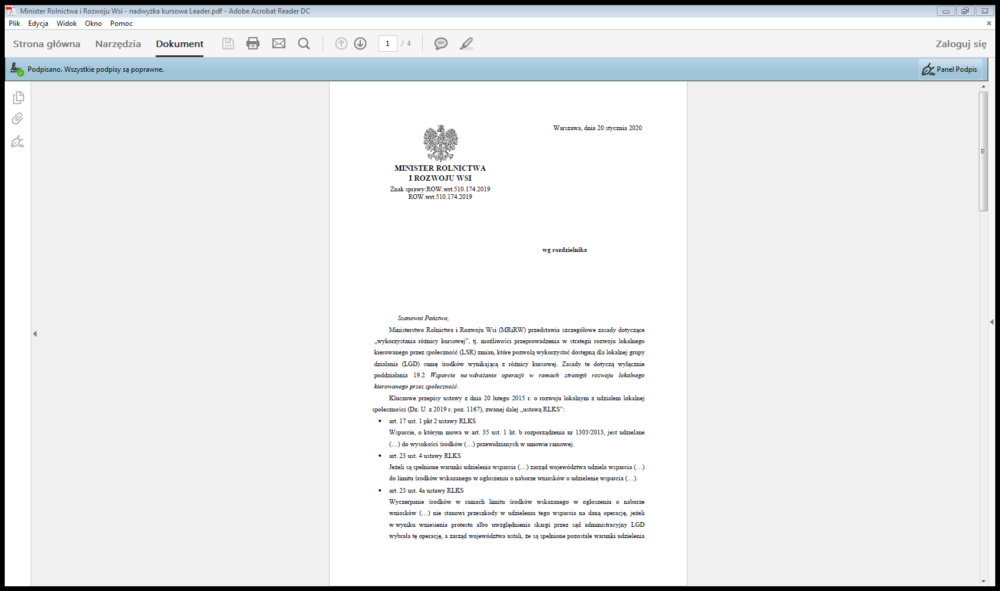 Minister Rolnictwa i Rozwoju Wsi - nadwyżka kursowa Leader.pdf - Adobe Acrobat Reader DC
Plik Edycja Widok Okno Pomoc
Strona główna Narzędzia Dokument 1 / 4 Zaloguj się
Podpisano. Wszystkie podpisy są poprawne. Panel Podpis
Warszawa, dnia 20 stycznia 2020
MINISTER ROLNICTWA
I ROZWOJU WSI
Znak sprawy:ROW.wrt.510.174.2019
ROW.wrt.510.174.2019
wg rozdzielnika
Szanowni Państwo,
Ministerstwo Rolnictwa i Rozwoju Wsi (MRiRW) przedstawia szczegółowe zasady dotyczące
„wykorzystania różnicy kursowej”, tj. możliwości przeprowadzenia w strategii rozwoju lokalnego
kierowanego przez społeczność (LSR) zmian, które pozwolą wykorzystać dostępną dla lokalnej grupy
działania (LGD) sumę środków wynikającą z różnicy kursowej. Zasady te dotyczą wyłącznie
poddziałania 19.2 Wsparcie na wdrażanie operacji w ramach strategii rozwoju lokalnego
kierowanego przez społeczność.
Kluczowe przepisy ustawy z dnia 20 lutego 2015 r. o rozwoju lokalnym z udziałem lokalnej
społeczności (Dz. U. z 2019 r. poz. 1167), zwanej dalej „ustawą RLKS”:
• art. 17 ust. 1 pkt 2 ustawy RLKS
Wsparcie, o którym mowa w art. 35 ust. 1 lit. b rozporządzenia nr 1303/2013, jest udzielane
(…) do wysokości środków (…) przewidzianych w umowie ramowej.
• art. 23 ust. 4 ustawy RLKS
Jeżeli są spełnione warunki udzielenia wsparcia (…) zarząd województwa udziela wsparcia (…)
do limitu środków wskazanego w ogłoszeniu o naborze wniosków o udzielenie wsparcia (…).
• art. 23 ust. 4a ustawy RLKS
Wyczerpanie środków w ramach limitu środków wskazanego w ogłoszeniu o naborze
wniosków (…) nie stanowi przeszkody w udzieleniu tego wsparcia na daną operację, jeżeli
w wyniku wniesienia protestu albo uwzględnienia skargi przez sąd administracyjny LGD
wybrała tę operację, a zarząd województwa ustali, że są spełnione pozostałe warunki udzielenia